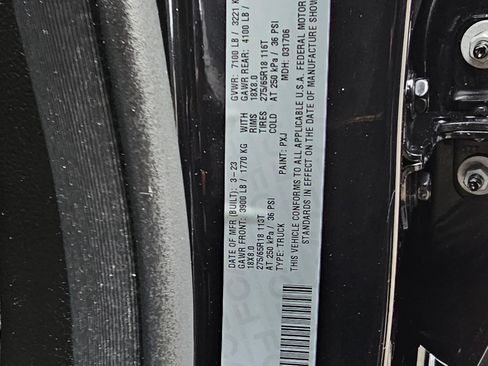 DATE OF MFR (BUILT): 3-23 GVWR: 7100 LB / 3221 K
GAWR FRONT: 3900 LB / 1770 KG WITH GAWR REAR: 4100 LB /
18X8.0 RIMS 18X8.0
275/65R18 113T TIRES 275/65R18 116T
AT 250 kPa / 36 PSI COLD AT 250 kPa / 36 PSI
TYPE: TRUCK PAINT: PXJ MDH: 031706
THIS VEHICLE CONFORMS TO ALL APPLICABLE U.S.A. FEDERAL MOTOR
STANDARDS IN EFFECT ON THE DATE OF MANUFACTURE SHOW